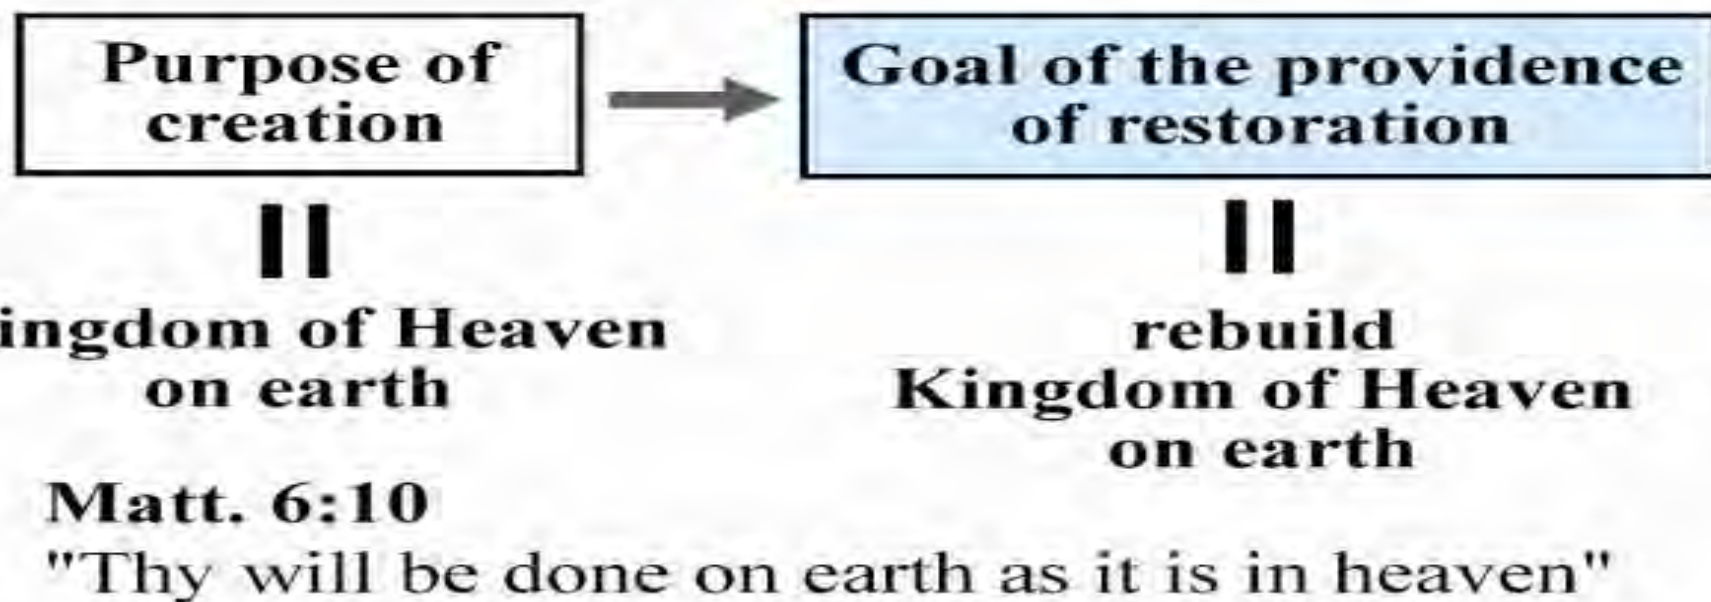 Purpose of
creation
Goal of the providence
of restoration
ingdom of Heaven
on earth
rebuild
Kingdom of Heaven
on earth
Matt. 6:10
"Thy will be done on earth as it is in heaven"